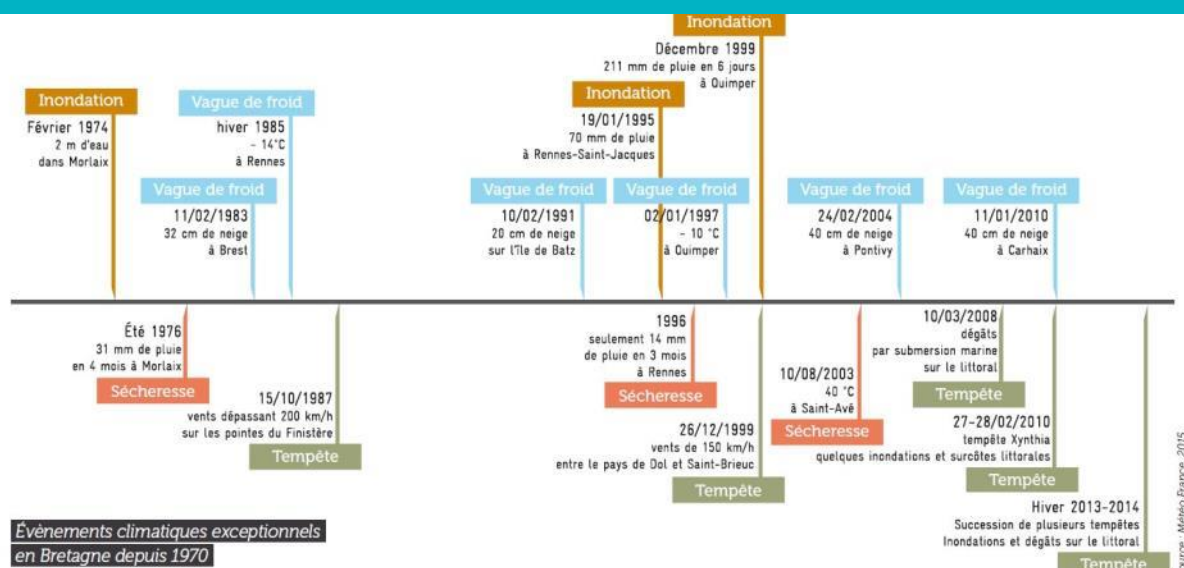 Inondation
Décembre 1999
211 mm de pluie en 6 jours
à Quimper
Inondation
Février 1974
2 m d'eau
dans Morlaix
Vague de froid
hiver 1985
- 14°C
à Rennes
Inondation
19/01/1995
70 mm de pluie
à Rennes-Saint-Jacques
Vague de froid
11/02/1983
32 cm de neige
à Brest
Vague de froid
10/02/1991
20 cm de neige
sur l'île de Batz
Vague de froid
02/01/1997
- 10 °C
à Quimper
Vague de froid
24/02/2004
40 cm de neige
à Pontivy
Vague de froid
11/01/2010
40 cm de neige
à Carhaix
Été 1976
31 mm de pluie
en 4 mois à Morlaix
Sécheresse
15/10/1987
vents dépassant 200 km/h
sur les pointes du Finistère
Tempête
1996
seulement 14 mm
de pluie en 3 mois
à Rennes
Sécheresse
26/12/1999
vents de 150 km/h
entre le pays de Dol et Saint-Brieuc
Tempête
10/08/2003
40 °C
à Saint-Avé
Sécheresse
10/03/2008
dégâts
par submersion marine
sur le littoral
Tempête
27-28/02/2010
tempête Xynthia
quelques inondations et surcôtes littorales
Tempête
Hiver 2013-2014
Succession de plusieurs tempêtes
Inondations et dégâts sur le littoral
Tempête
Évènements climatiques exceptionnels
en Bretagne depuis 1970
source : Météo France, 2015